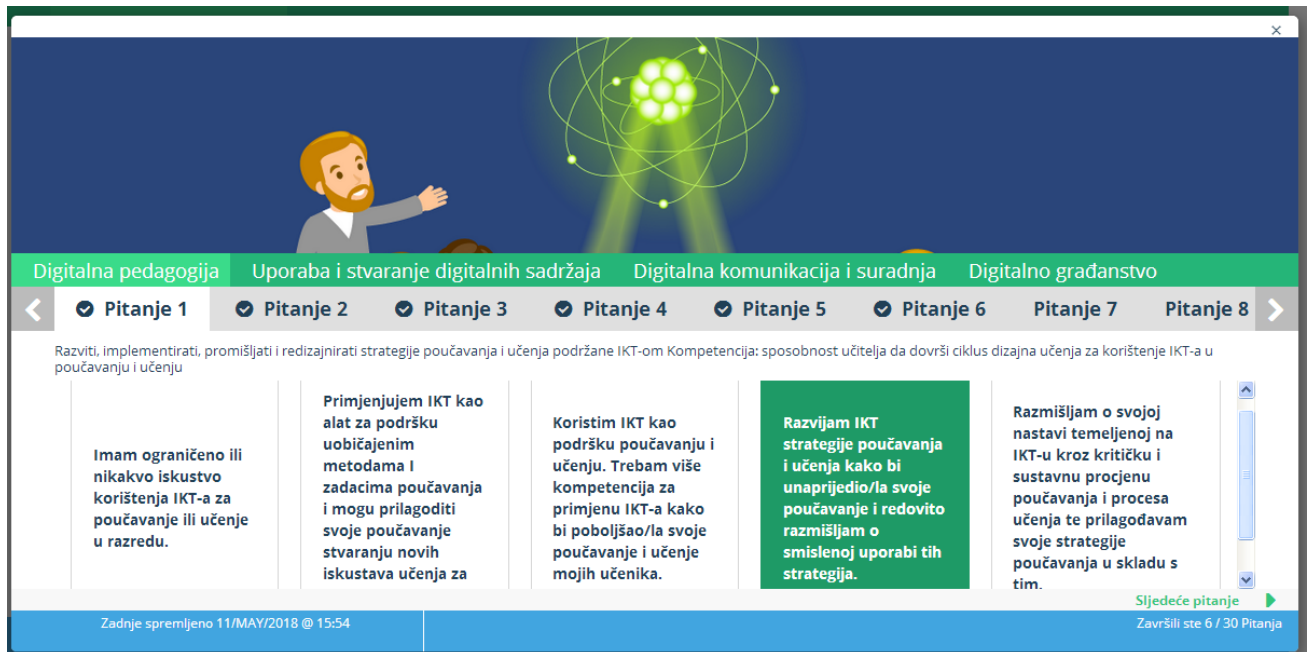 ×
Digitalna pedagogija Uporaba i stvaranje digitalnih sadržaja Digitalna komunikacija i suradnja Digitalno građanstvo
Pitanje 1 Pitanje 2 Pitanje 3 Pitanje 4 Pitanje 5 Pitanje 6 Pitanje 7 Pitanje 8
Razviti, implementirati, promišljati i redizajnirati strategije poučavanja i učenja podržane IKT-om Kompetencija: sposobnost učitelja da dovrši ciklus dizajna učenja za korištenje IKT-a u
poučavanju i učenju
Imam ograničeno ili
nikakvo iskustvo
korištenja IKT-a za
poučavanje ili učenje
u razredu.
Primjenjujem IKT kao
alat za podršku
uobičajenim
metodama I
zadacima poučavanja
i mogu prilagoditi
svoje poučavanje
stvaranju novih
iskustava učenja za
Koristim IKT kao
podršku poučavanju i
učenju. Trebam više
kompetencija za
primjenu IKT-a kako
bi poboljšao/la svoje
poučavanje i učenje
mojih učenika.
Razvijam IKT
strategije poučavanja
i učenja kako bi
unaprijedio/la svoje
poučavanje i redovito
razmišljam o
smislenoj uporabi tih
strategija.
Razmišljam o svojoj
nastavi temeljenoj na
IKT-u kroz kritičku i
sustavnu procjenu
poučavanja i procesa
učenja te prilagođavam
svoje strategije
poučavanja u skladu s
tim.
Sljedeće pitanje
Zadnje spremljeno 11/MAY/2018 @ 15:54
Završili ste 6 / 30 Pitanja